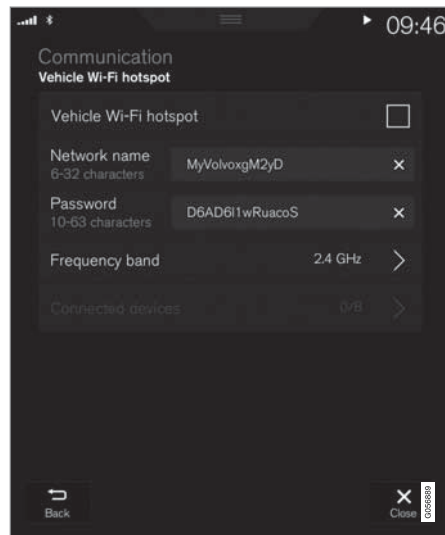 09:46
Communication
Vehicle Wi-Fi hotspot
Vehicle Wi-Fi hotspot
Network name
6-32 characters
MyVolvoxgM2yD
Password
10-63 characters
D6AD6l1wRuacoS
Frequency band
2.4 GHz
Connected devices
0/8
Back
Close
G056889